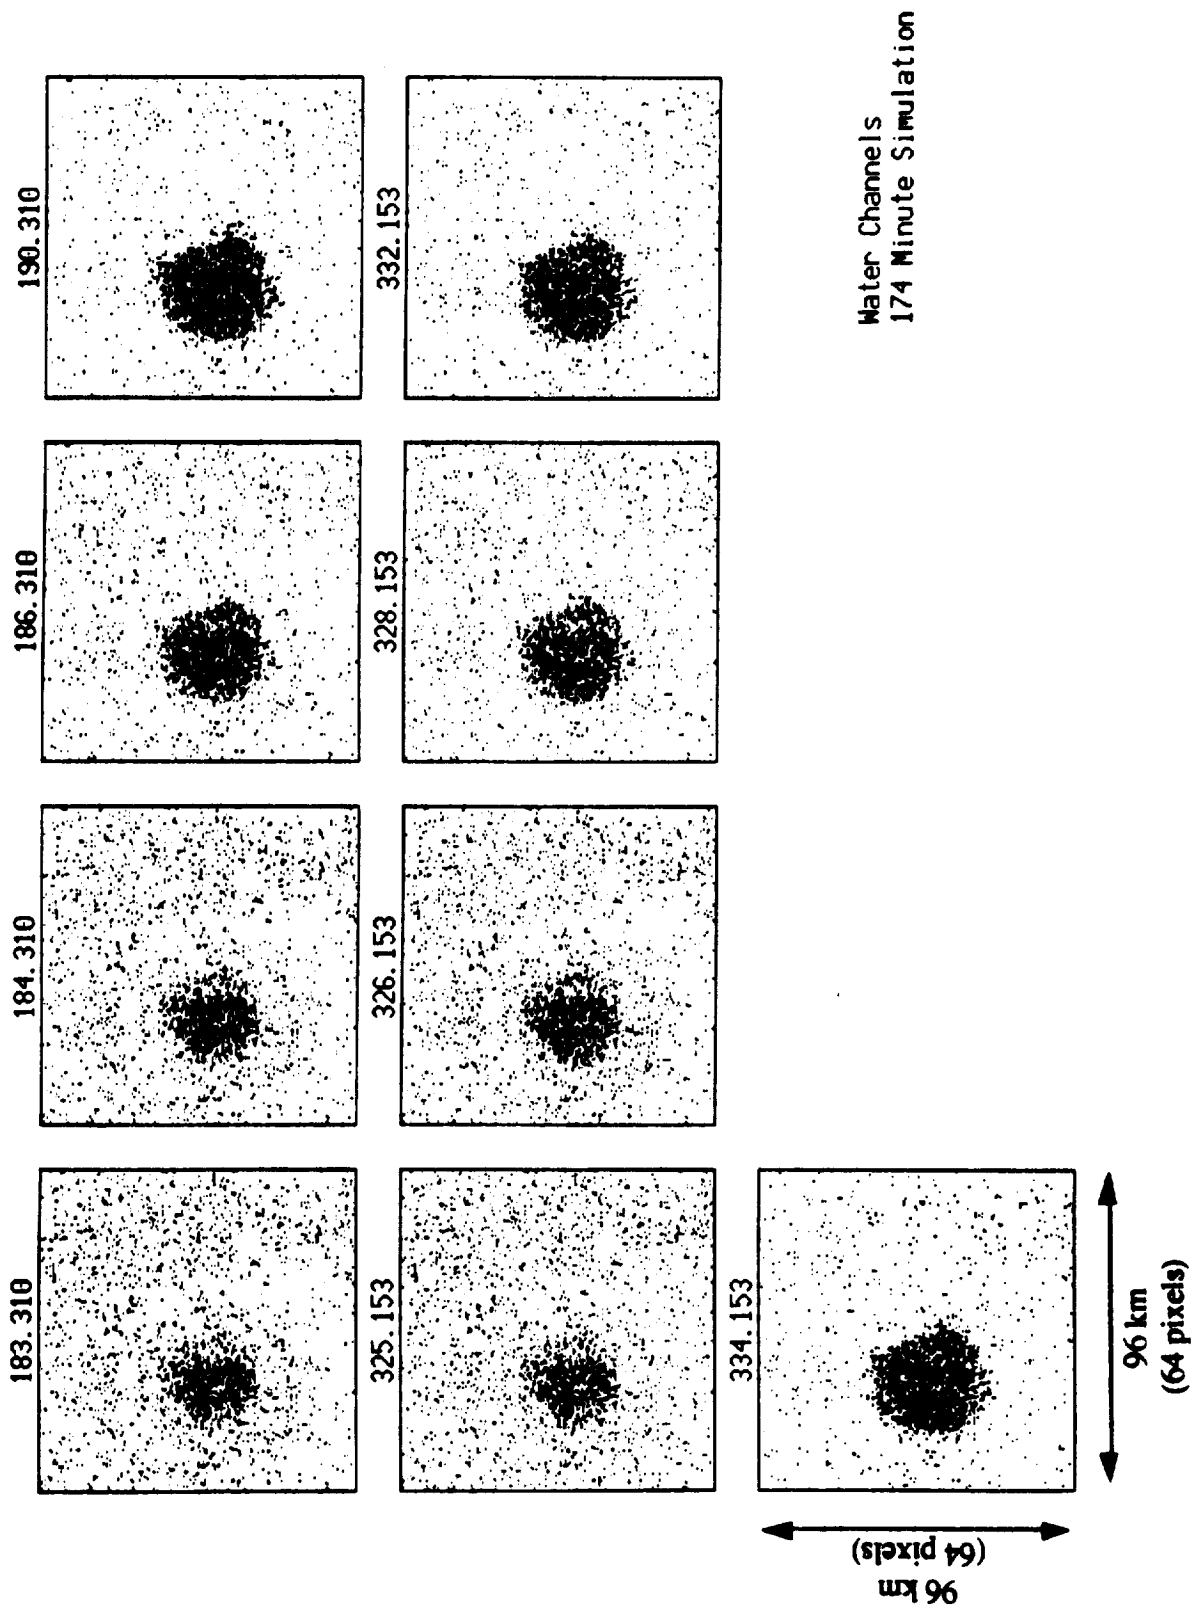 183.310
184.310
186.310
190.310
325.153
326.153
328.153
332.153
334.153
96 km
(64 pixels)
96 km
(64 pixels)
Water Channels
174 Minute Simulation